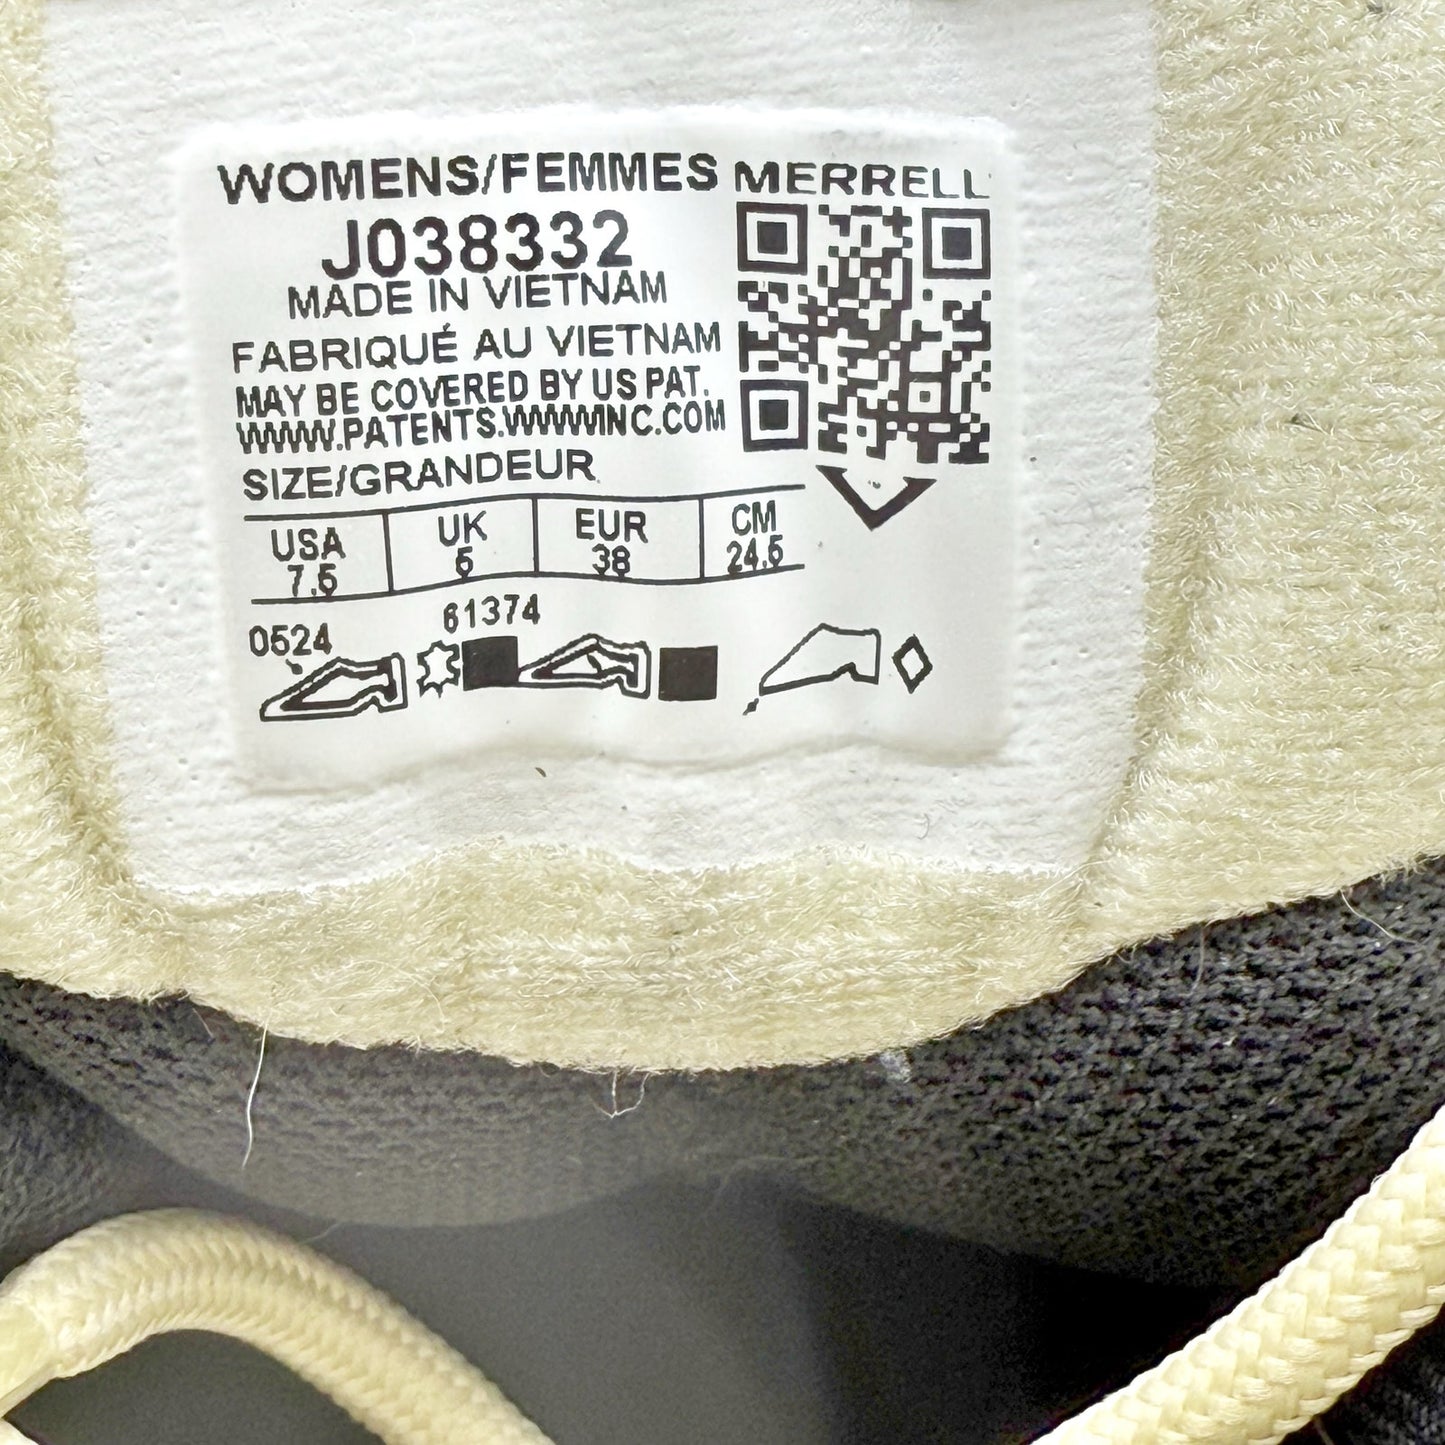 WOMENS/FEMMES MERRELL
J038332
MADE IN VIETNAM
FABRIQUÉ AU VIETNAM
MAY BE COVERED BY US PAT.
WWW.PATENTS.WWWINC.COM
SIZE/GRANDEUR
USA UK EUR CM
7.5 5 38 24.5
61374
0524